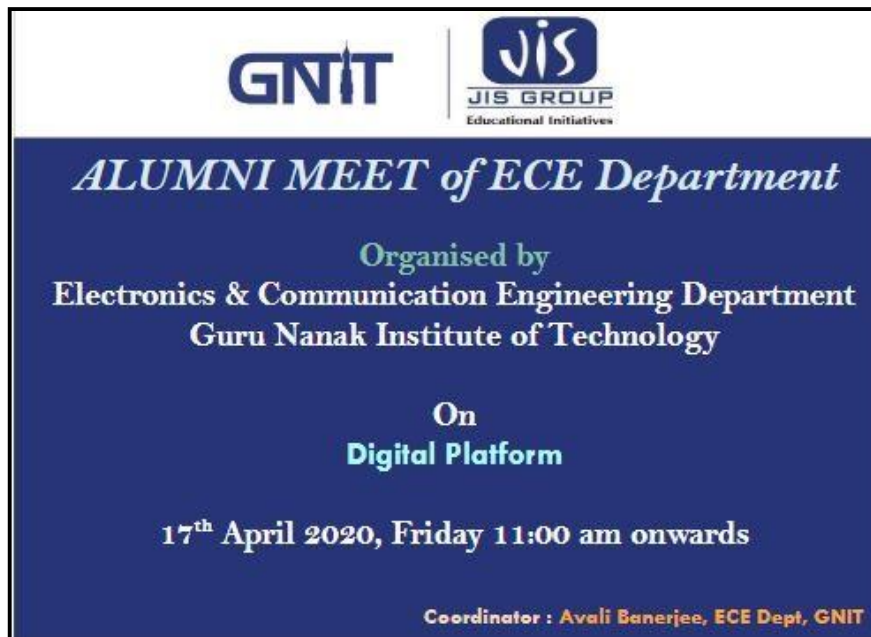 GNIT
JIS
JIS GROUP
Educational Initiatives
ALUMNI MEET of ECE Department
Organised by
Electronics & Communication Engineering Department
Guru Nanak Institute of Technology
On
Digital Platform
17th April 2020, Friday 11:00 am onwards
Coordinator : Avali Banerjee, ECE Dept, GNIT